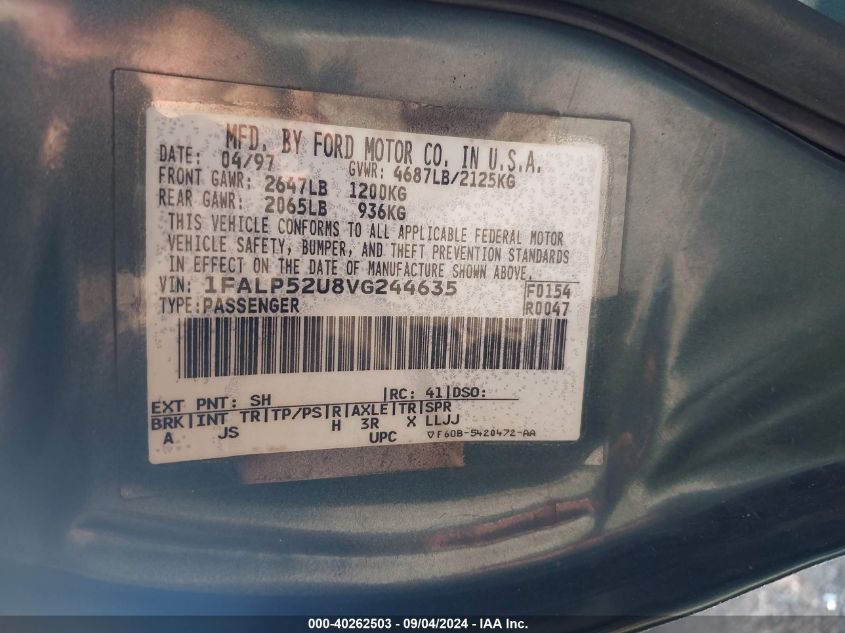 MFD. BY FORD MOTOR CO. IN U.S.A.
DATE: 04/97 GVWR: 4687LB/2125KG
FRONT GAWR: 2647LB 1200KG
REAR GAWR: 2065LB 936KG
THIS VEHICLE CONFORMS TO ALL APPLICABLE FEDERAL MOTOR
VEHICLE SAFETY, BUMPER, AND THEFT PREVENTION STANDARDS
IN EFFECT ON THE DATE OF MANUFACTURE SHOWN ABOVE.
VIN: 1FALP52U8VG244635 F0154
TYPE: PASSENGER R0047
EXT PNT: SH |RC: 41|DSO:
BRK|INT TR|TP/PS|R|AXLE|TR|SPR
A JS H 3R X LLJJ
UPC ▽F60B-5420472-AA
000-40262503 - 09/04/2024 - IAA Inc.